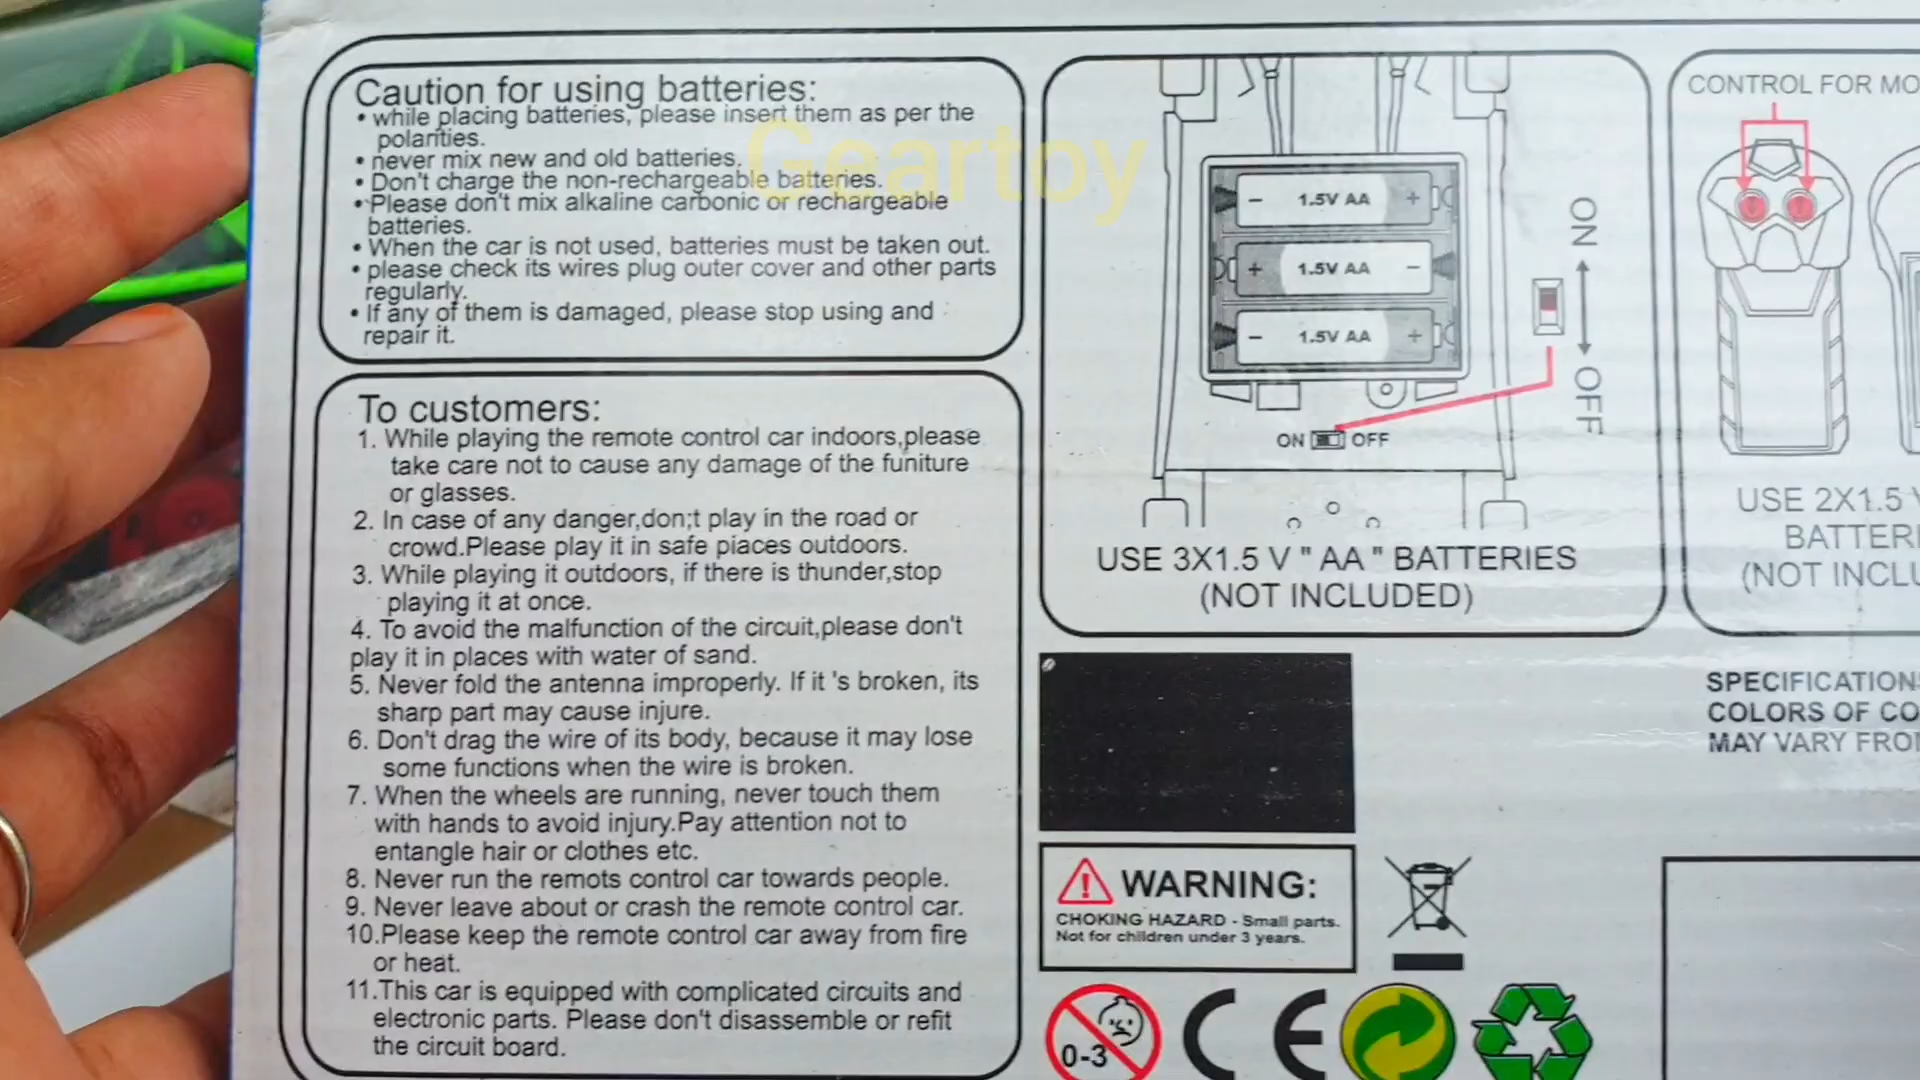 Caution for using batteries:
• while placing batteries, please insert them as per the
polarities.
• never mix new and old batteries.
• Don't charge the non-rechargeable batteries.
• Please don't mix alkaline carbonic or rechargeable
batteries.
• When the car is not used, batteries must be taken out.
• please check its wires plug outer cover and other parts
regularly.
• If any of them is damaged, please stop using and
repair it.
Geartoy
To customers:
1. While playing the remote control car indoors,please
take care not to cause any damage of the funiture
or glasses.
2. In case of any danger,don;t play in the road or
crowd.Please play it in safe piaces outdoors.
3. While playing it outdoors, if there is thunder,stop
playing it at once.
4. To avoid the malfunction of the circuit,please don't
play it in places with water of sand.
5. Never fold the antenna improperly. If it 's broken, its
sharp part may cause injure.
6. Don't drag the wire of its body, because it may lose
some functions when the wire is broken.
7. When the wheels are running, never touch them
with hands to avoid injury.Pay attention not to
entangle hair or clothes etc.
8. Never run the remots control car towards people.
9. Never leave about or crash the remote control car.
10.Please keep the remote control car away from fire
or heat.
11.This car is equipped with complicated circuits and
electronic parts. Please don't disassemble or refit
the circuit board.
- 1.5V AA +
+ 1.5V AA -
- 1.5V AA +
ON
OFF
ON OFF
USE 3X1.5 V " AA " BATTERIES
(NOT INCLUDED)
CONTROL FOR MO
USE 2X1.5
BATTERI
(NOT INCLU
SPECIFICATIONS
COLORS OF CO
MAY VARY FRO
WARNING:
CHOKING HAZARD - Small parts.
Not for children under 3 years.
0-3
CE